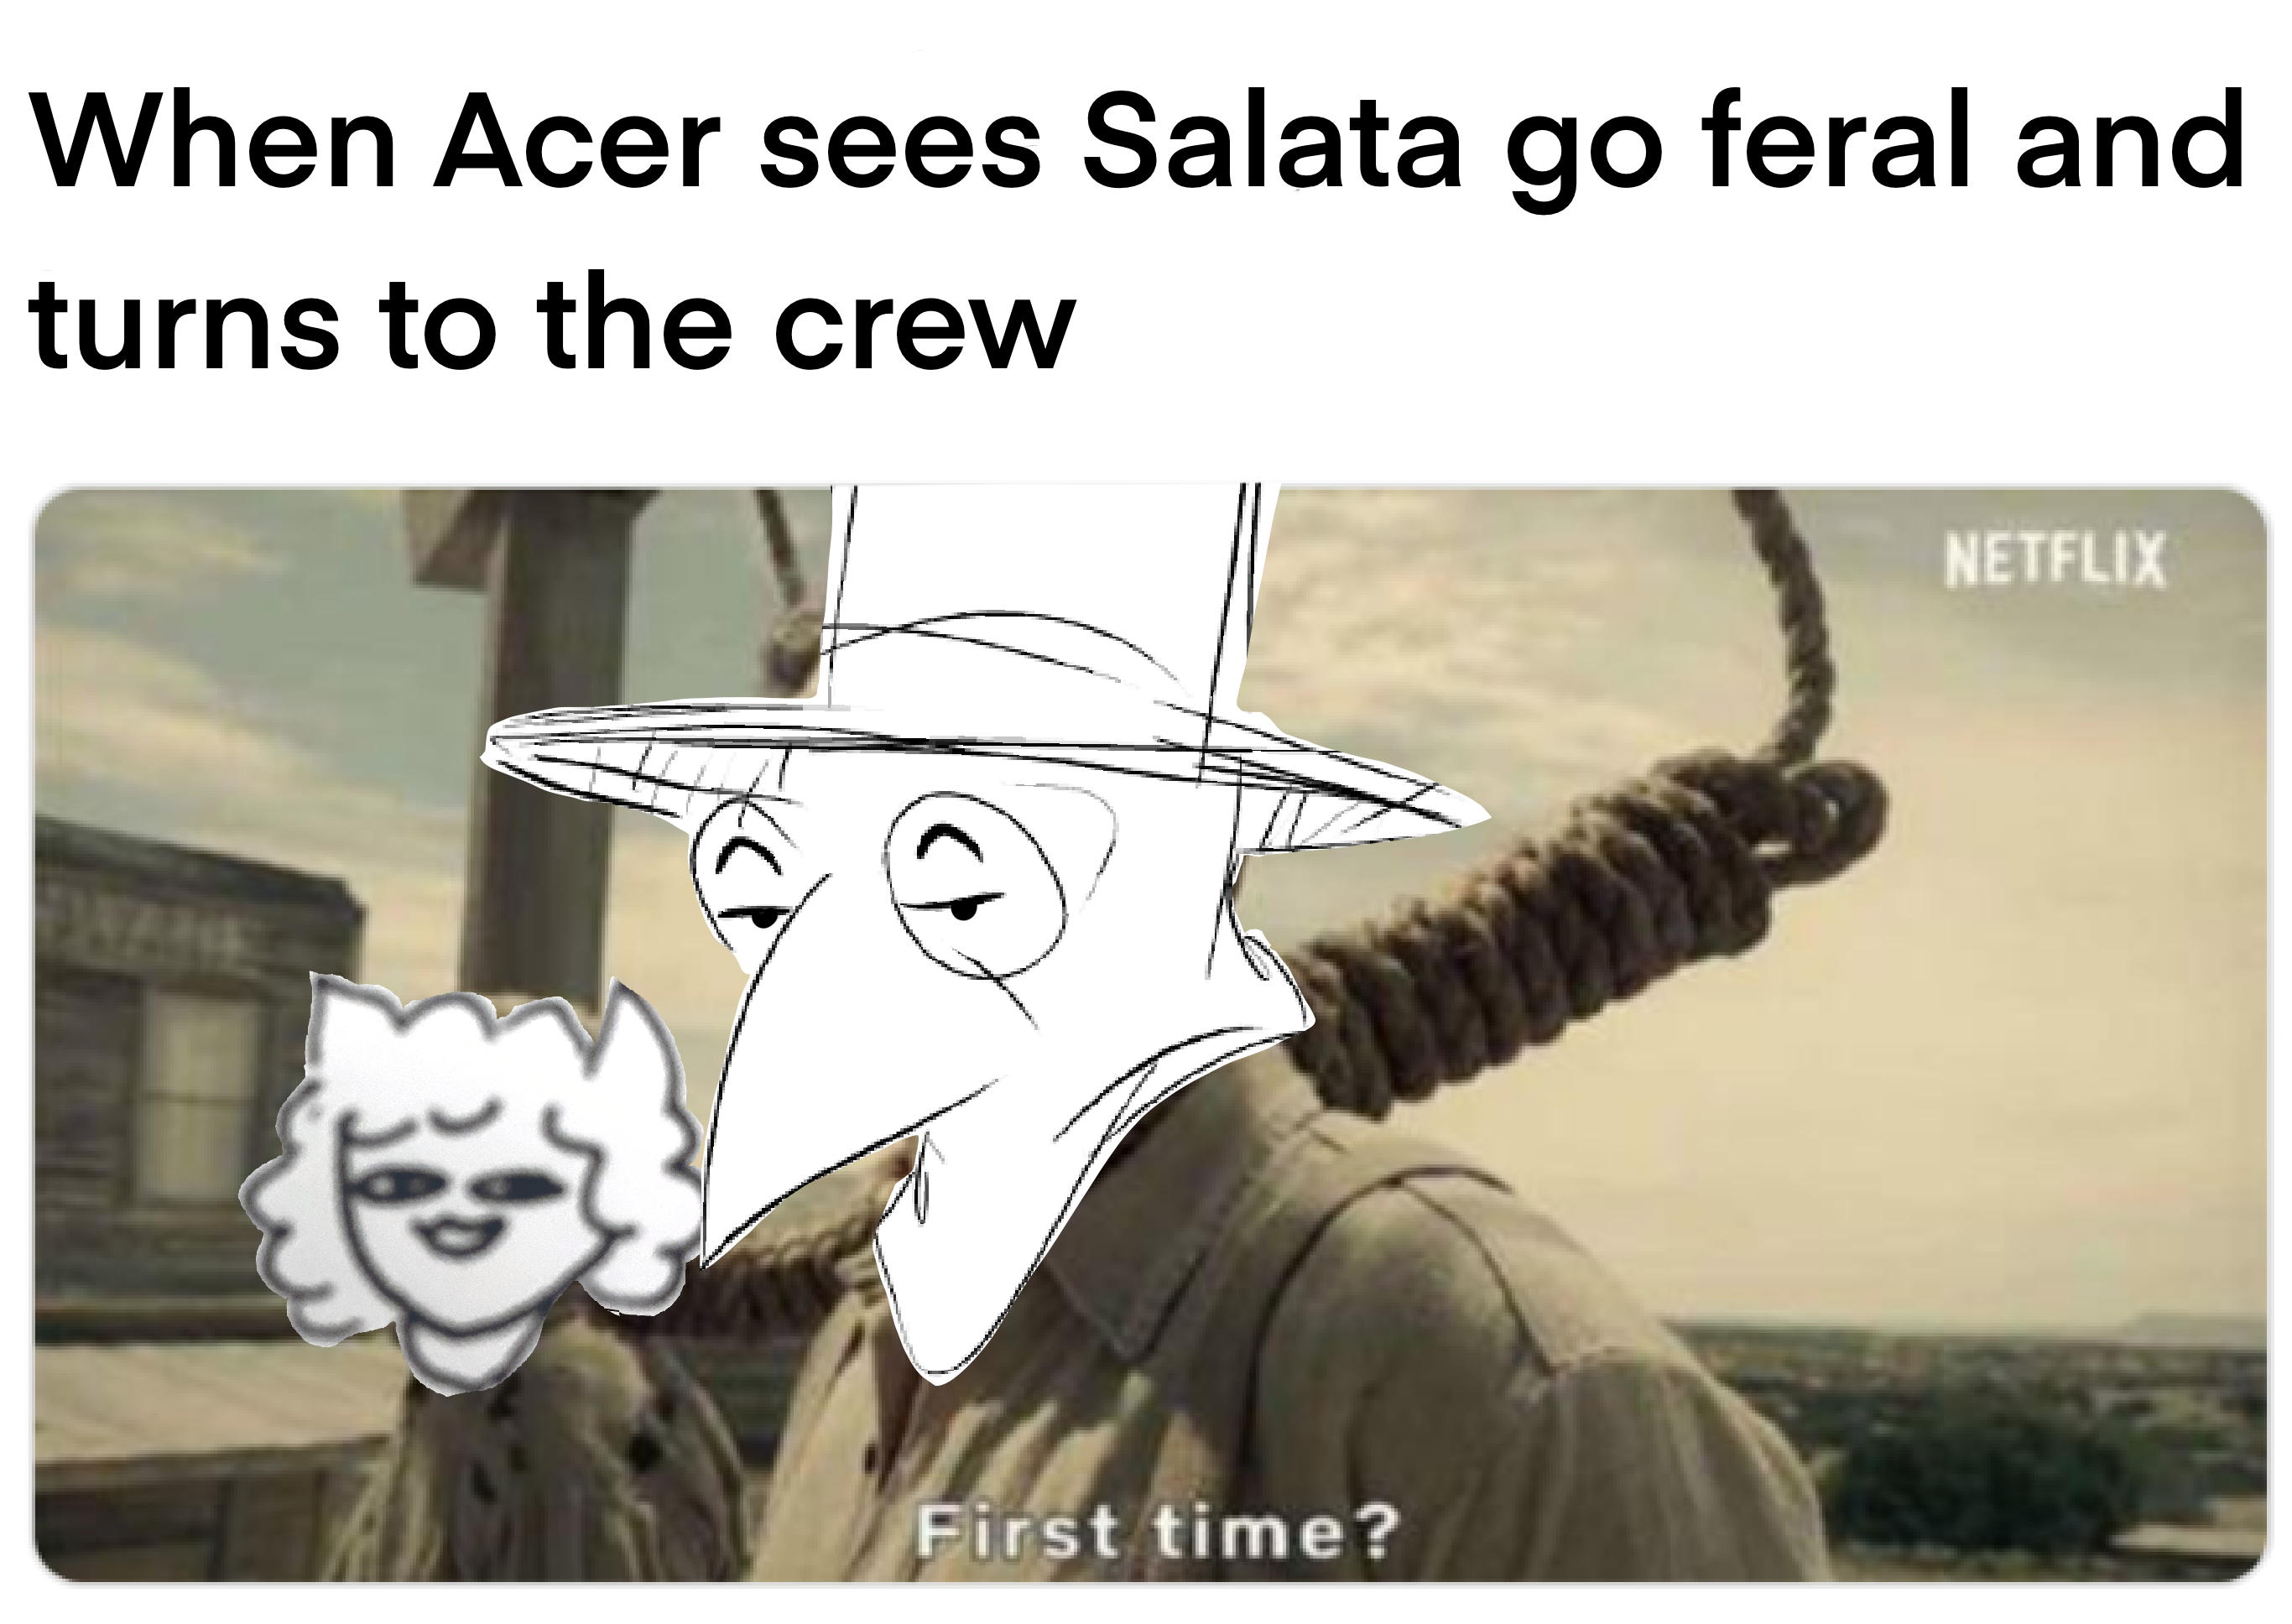 When Acer sees Salata go feral and
turns to the crew
NETFLIX
First time?